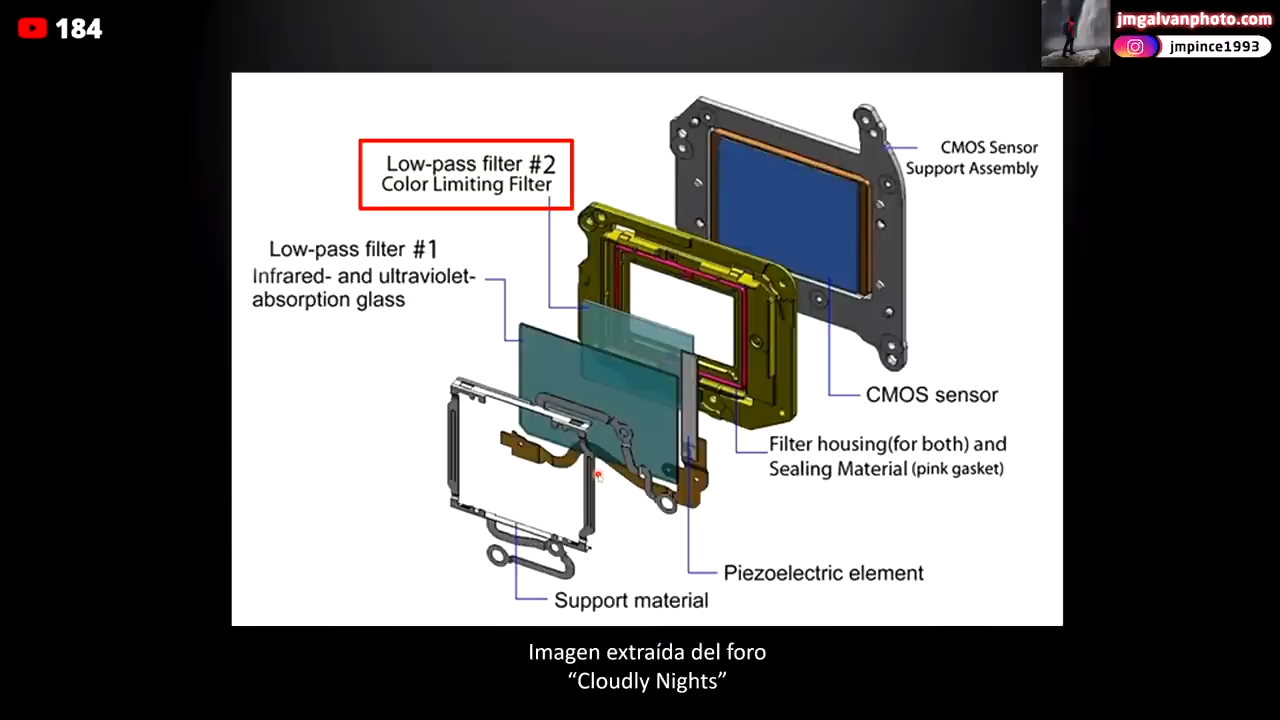 184
jmgalvanphoto.com
jmpince1993
CMOS Sensor
Support Assembly
Low-pass filter #2
Color Limiting Filter
Low-pass filter #1
Infrared- and ultraviolet-
absorption glass
CMOS sensor
Filter housing(for both) and
Sealing Material (pink gasket)
Piezoelectric element
Support material
Imagen extraída del foro
“Cloudly Nights”